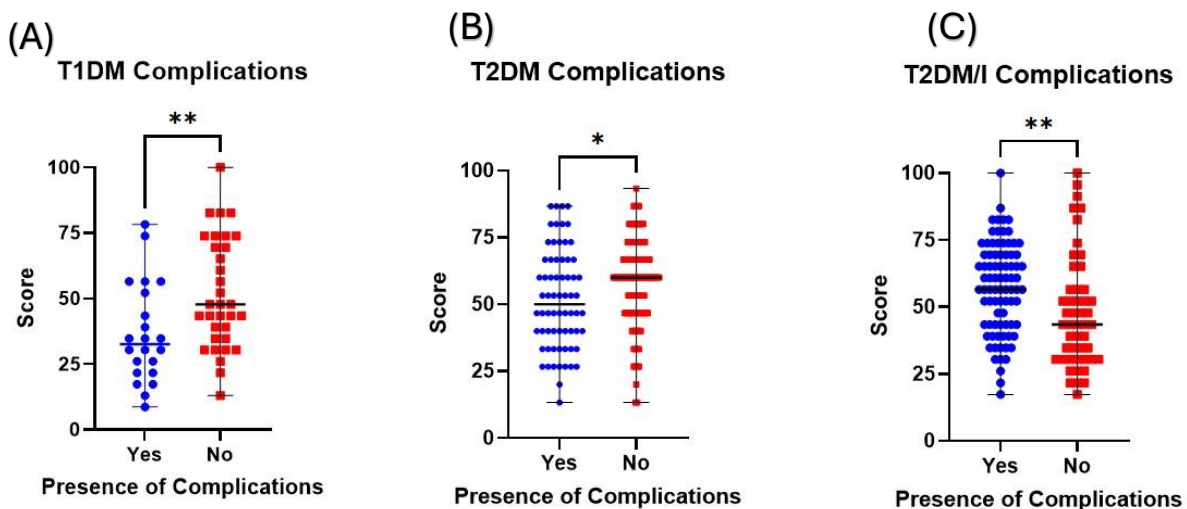 (A)
T1DM Complications
**
100
75
50
25
0
Score
Yes No
Presence of Complications
(B)
T2DM Complications
*
100
75
50
25
0
Score
Yes No
Presence of Complications
(C)
T2DM/I Complications
**
100
75
50
25
0
Score
Yes No
Presence of Complications